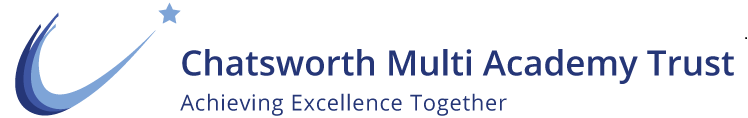 Chatsworth Multi Academy Trust
Achieving Excellence Together